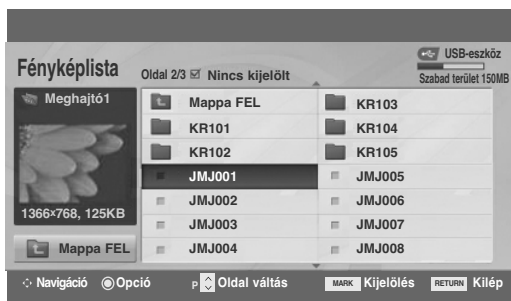 USB-eszköz
Fényképlista
Oldal 2/3 ☑ Nincs kijelölt
Szabad terület 150MB
Meghajtó1
1366x768, 125KB
Mappa FEL
Mappa FEL
KR101
KR102
JMJ001
JMJ002
JMJ003
JMJ004
KR103
KR104
KR105
JMJ005
JMJ006
JMJ007
JMJ008
Navigáció ◉Opció P Oldal váltás MARK Kijelölés RETURN Kilép